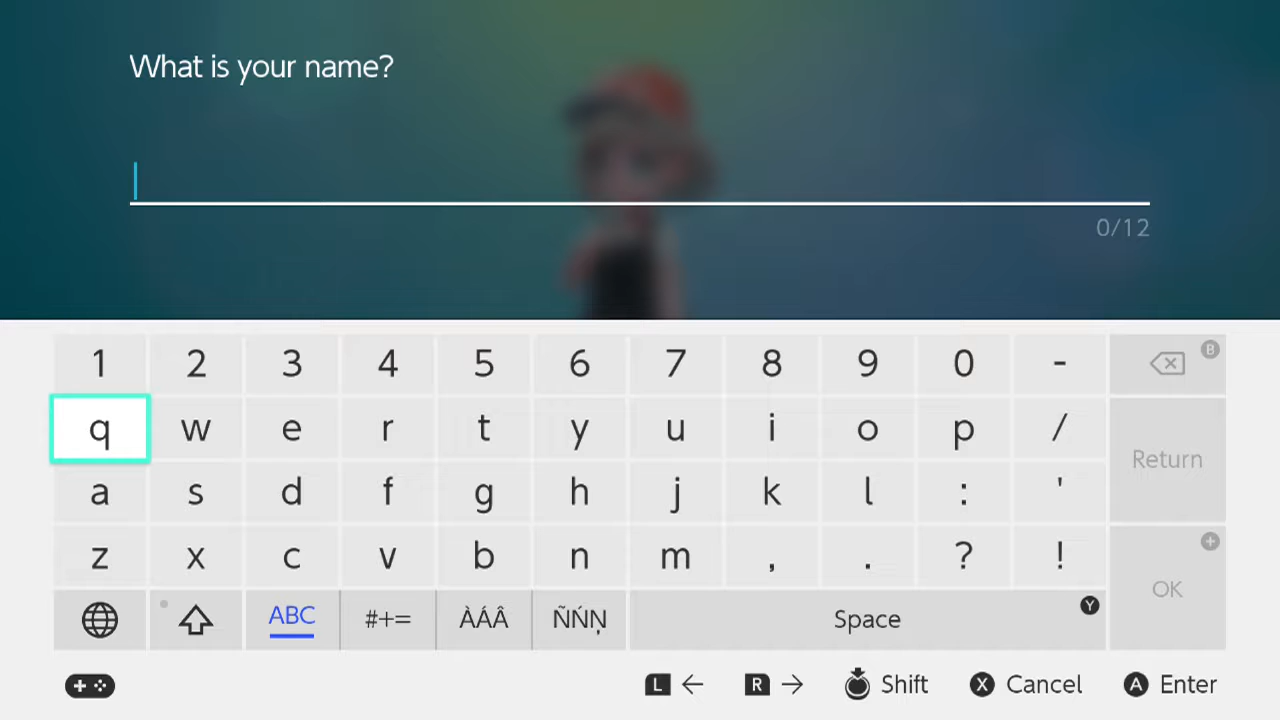 What is your name?
0/12
1 2 3 4 5 6 7 8 9 0 -
B
q w e r t y u i o p /
Return
a s d f g h j k l : '
z x c v b n m , . ? !
+
OK
ABC #+= ÀÁÂ ÑŃŅ Space Y
L ← R → Shift X Cancel A Enter